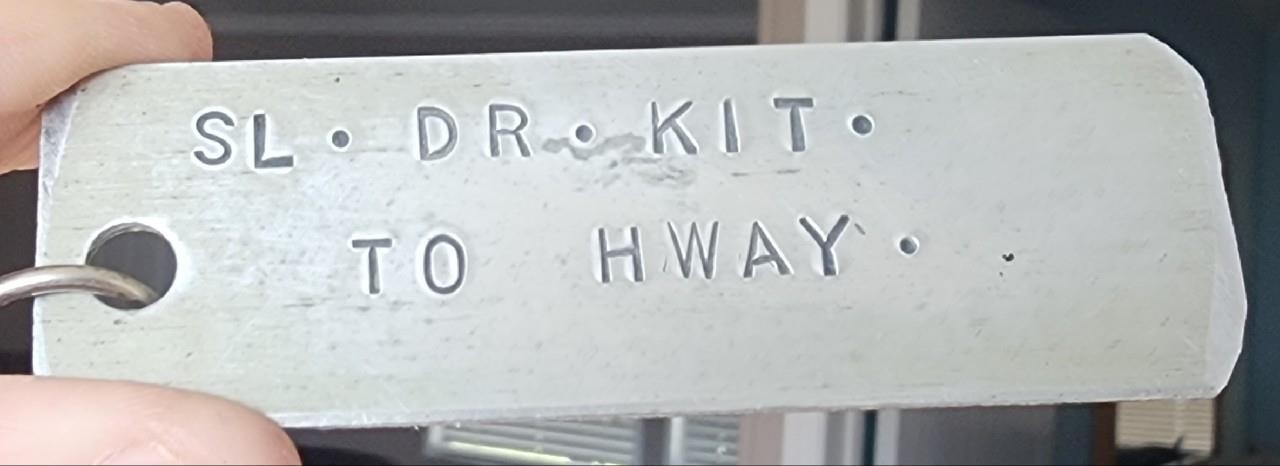 SL. DR. KIT.
TO HWAY.